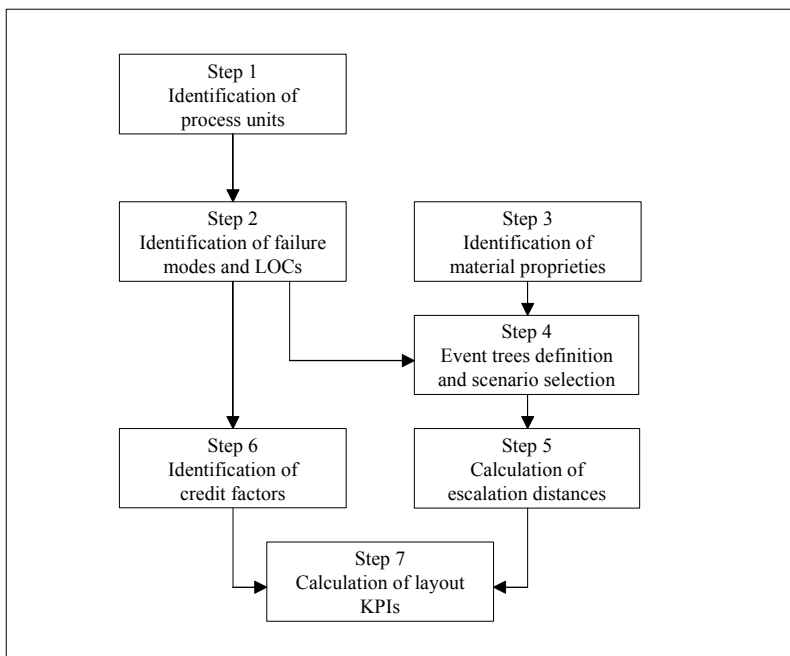 Step 1
Identification of
process units
Step 2
Identification of failure
modes and LOCs
Step 3
Identification of
material proprieties
Step 4
Event trees definition
and scenario selection
Step 6
Identification of
credit factors
Step 5
Calculation of
escalation distances
Step 7
Calculation of layout
KPIs